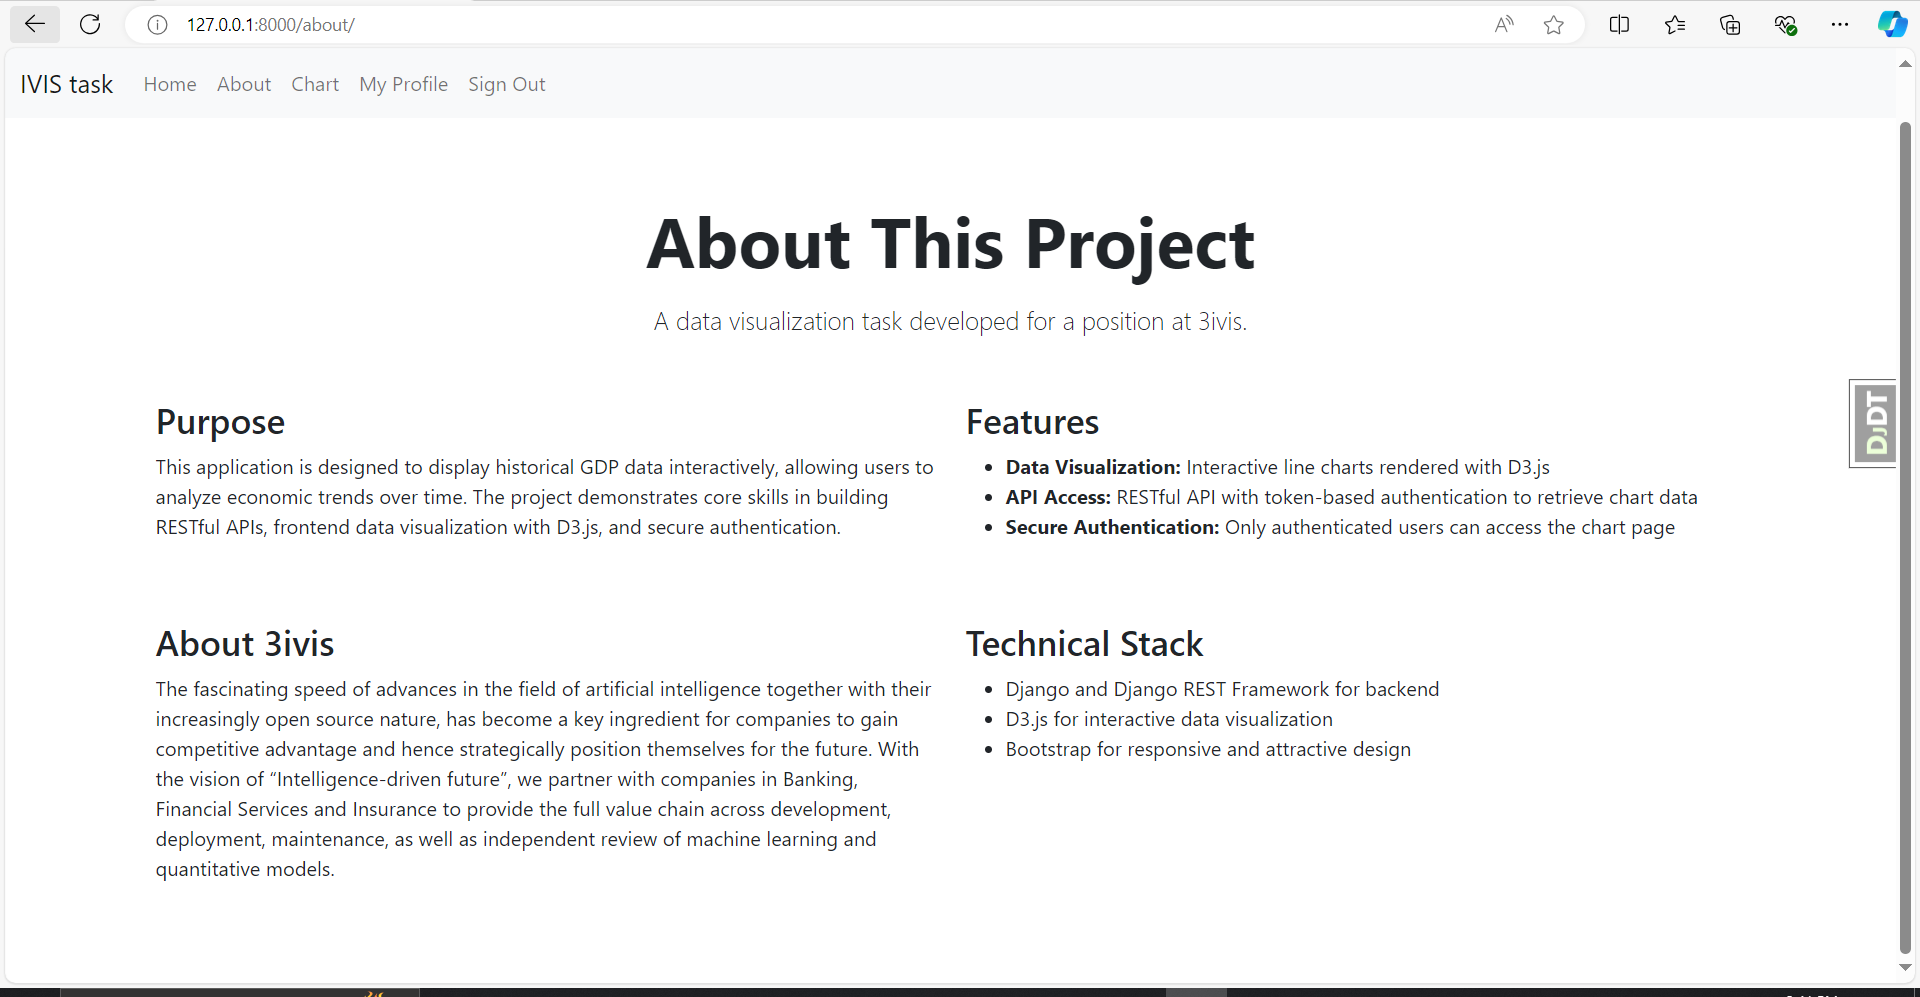 127.0.0.1:8000/about/
IVIS task Home About Chart My Profile Sign Out
About This Project
A data visualization task developed for a position at 3ivis.
Purpose
This application is designed to display historical GDP data interactively, allowing users to
analyze economic trends over time. The project demonstrates core skills in building
RESTful APIs, frontend data visualization with D3.js, and secure authentication.
Features
• Data Visualization: Interactive line charts rendered with D3.js
• API Access: RESTful API with token-based authentication to retrieve chart data
• Secure Authentication: Only authenticated users can access the chart page
DJDT
About 3ivis
The fascinating speed of advances in the field of artificial intelligence together with their
increasingly open source nature, has become a key ingredient for companies to gain
competitive advantage and hence strategically position themselves for the future. With
the vision of “Intelligence-driven future”, we partner with companies in Banking,
Financial Services and Insurance to provide the full value chain across development,
deployment, maintenance, as well as independent review of machine learning and
quantitative models.
Technical Stack
• Django and Django REST Framework for backend
• D3.js for interactive data visualization
• Bootstrap for responsive and attractive design